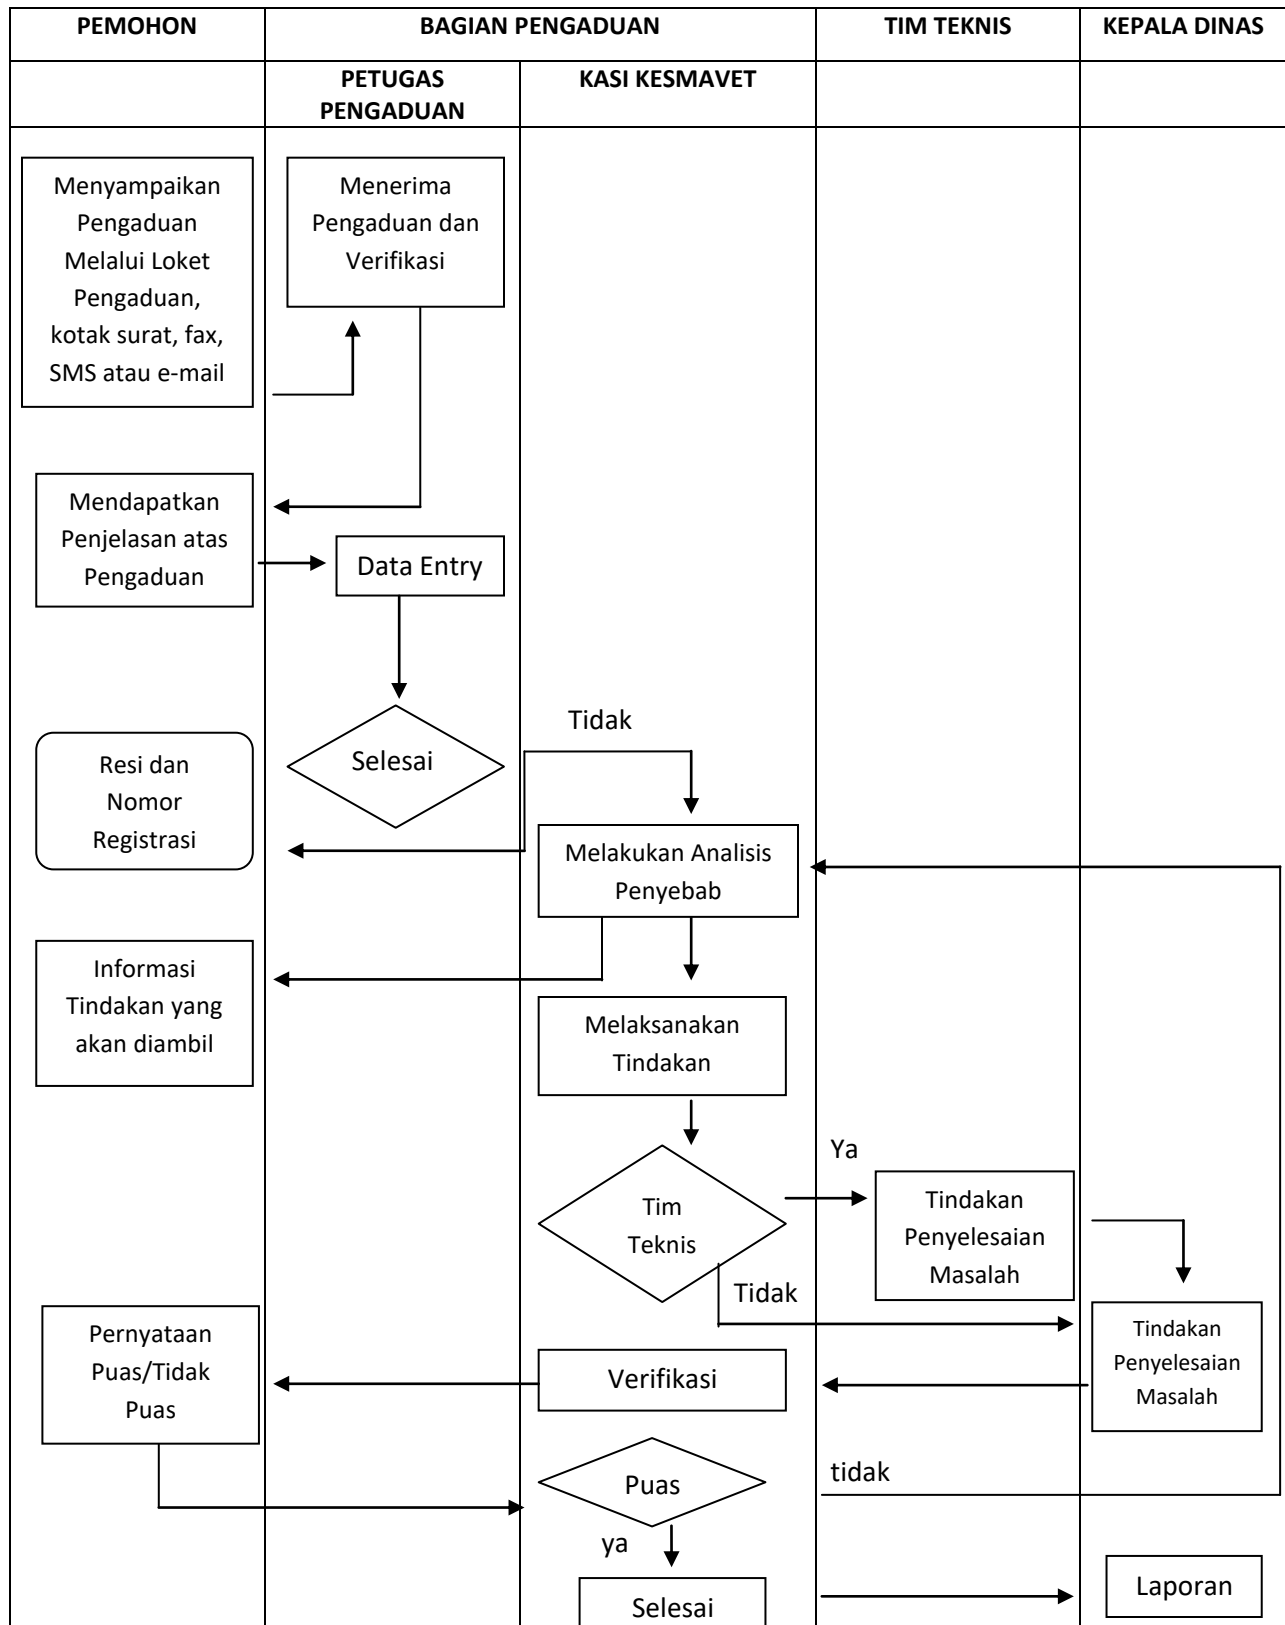 PEMOHON
BAGIAN PENGADUAN
TIM TEKNIS
KEPALA DINAS
PETUGAS
PENGADUAN
KASI KESMAVET
Menyampaikan
Pengaduan
Melalui Loket
Pengaduan,
kotak surat, fax,
SMS atau e-mail
Menerima
Pengaduan dan
Verifikasi
Mendapatkan
Penjelasan atas
Pengaduan
Data Entry
Selesai
Tidak
Resi dan
Nomor
Registrasi
Melakukan Analisis
Penyebab
Informasi
Tindakan yang
akan diambil
Melaksanakan
Tindakan
Tim
Teknis
Ya
Tindakan
Penyelesaian
Masalah
Tidak
Tindakan
Penyelesaian
Masalah
Verifikasi
Pernyataan
Puas/Tidak
Puas
Puas
tidak
ya
Selesai
Laporan